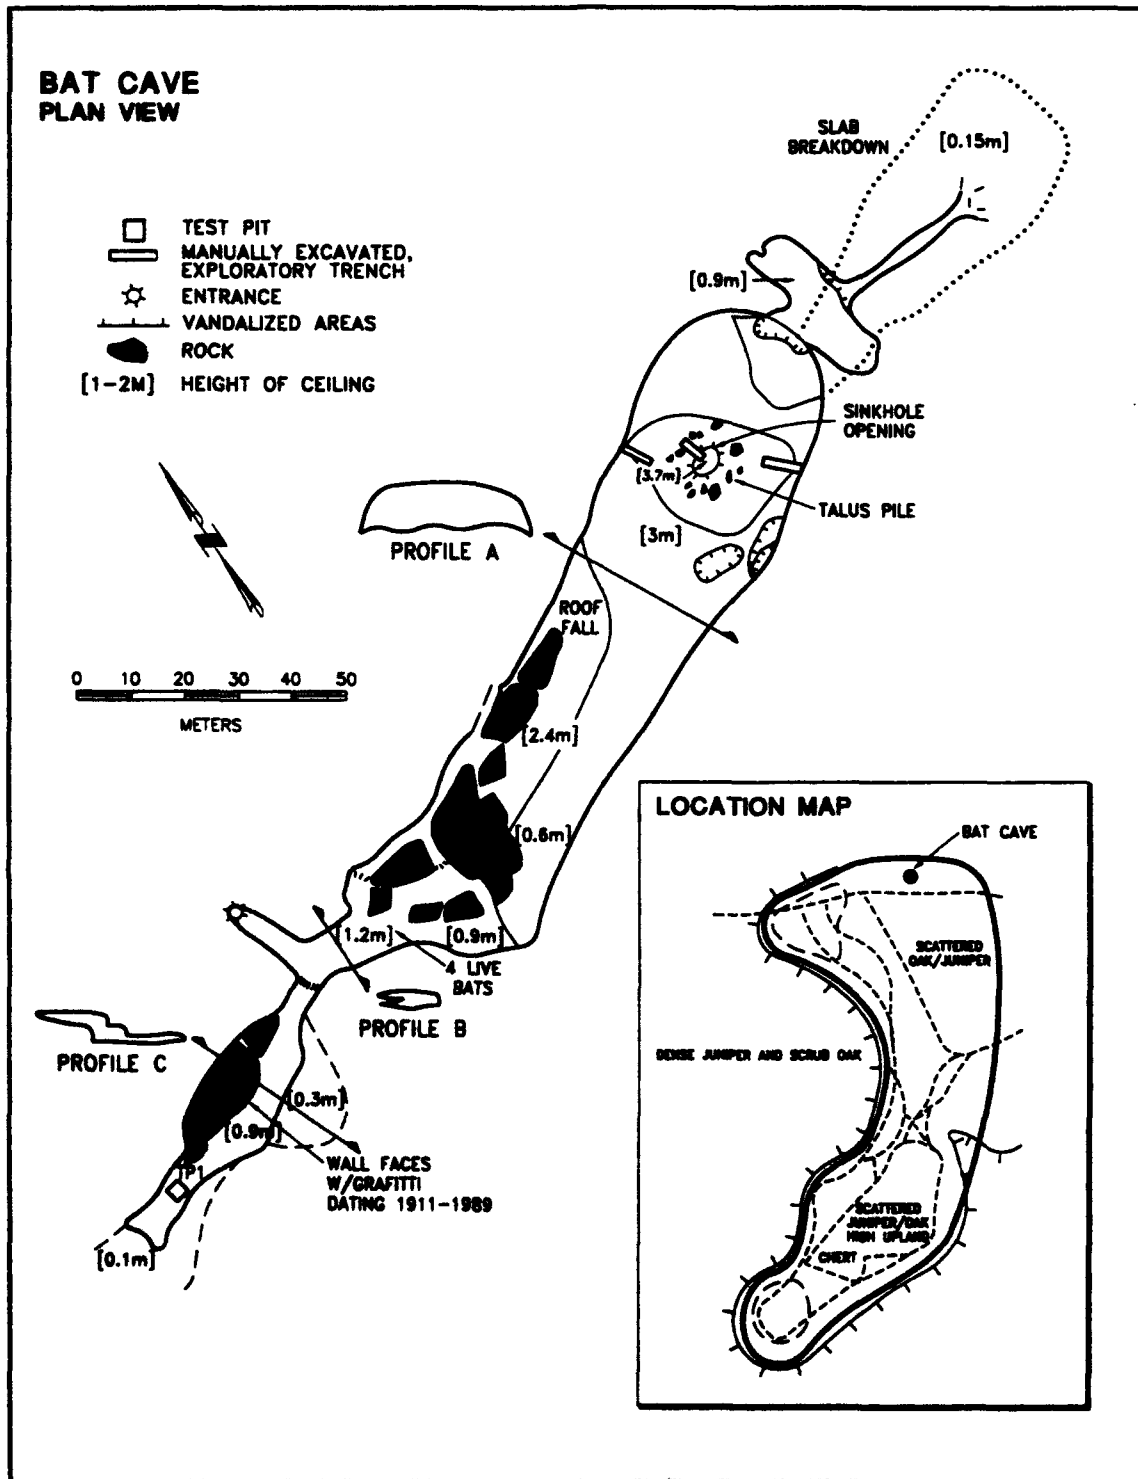 BAT CAVE
PLAN VIEW
TEST PIT
MANUALLY EXCAVATED,
EXPLORATORY TRENCH
ENTRANCE
VANDALIZED AREAS
ROCK
[1-2M] HEIGHT OF CEILING
SLAB
BREAKDOWN
[0.15m]
[0.9m]
SINKHOLE
OPENING
[3.7m]
TALUS PILE
[3m]
PROFILE A
ROOF
FALL
0 10 20 30 40 50
METERS
[2.4m]
[0.6m]
[1.2m]
[0.9m]
4 LIVE
BATS
PROFILE B
PROFILE C
[0.3m]
[0.9m]
WALL FACES
W/GRAFITTI
DATING 1911-1989
TP1
[0.1m]
LOCATION MAP
BAT CAVE
SCATTERED
OAK/JUNIPER
DENSE JUNIPER AND SCRUB OAK
SCATTERED
JUNIPER/OAK
HIGH UPLAND
CHERT